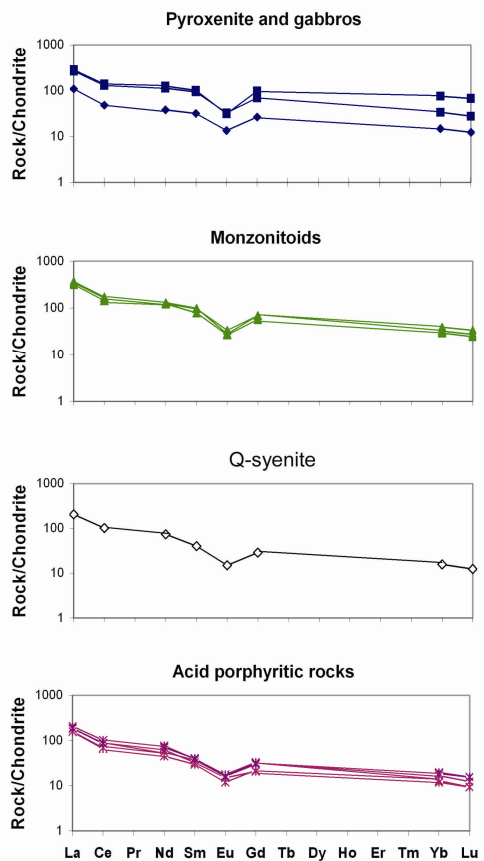 Pyroxenite and gabbros
Rock/Chondrite
1000
100
10
1
Monzonitoids
Rock/Chondrite
1000
100
10
1
Q-syenite
Rock/Chondrite
1000
100
10
1
Acid porphyritic rocks
Rock/Chondrite
1000
100
10
1
La Ce Pr Nd Sm Eu Gd Tb Dy Ho Er Tm Yb Lu